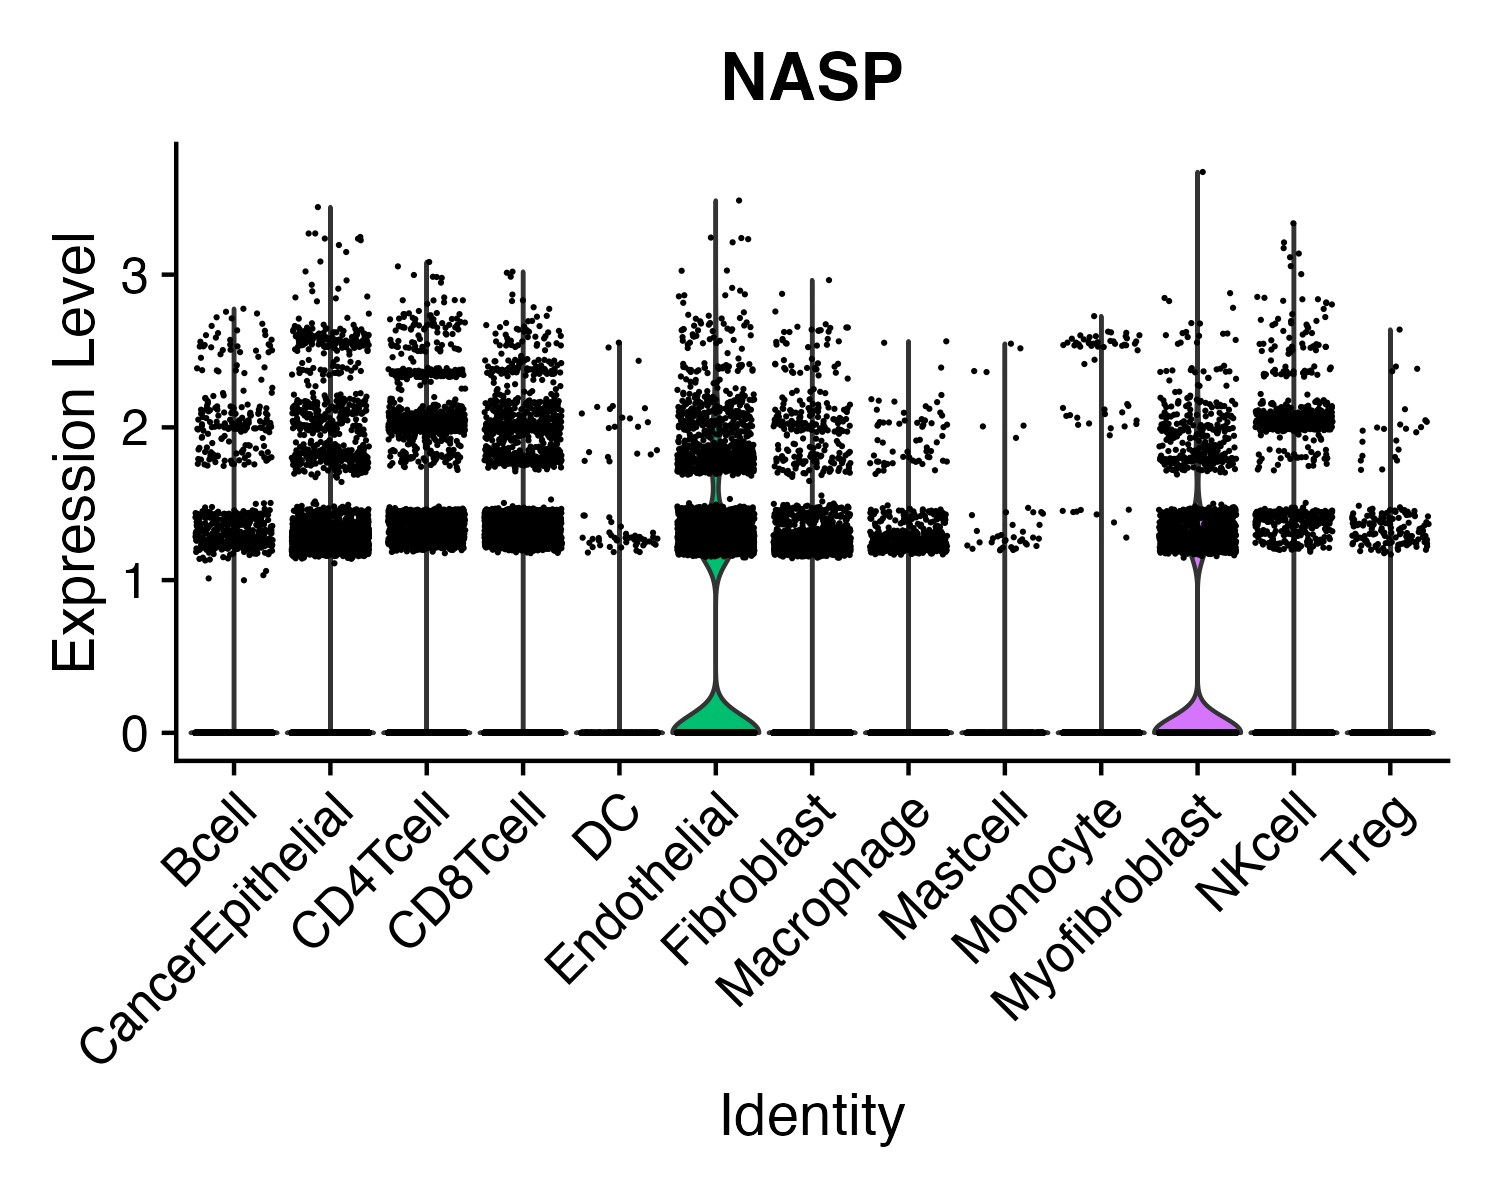 NASP
Expression Level
3
2
1
0
Bcell
CancerEpithelial
CD4Tcell
CD8Tcell
DC
Endothelial
Fibroblast
Macrophage
Mastcell
Monocyte
Myofibroblast
NKcell
Treg
Identity